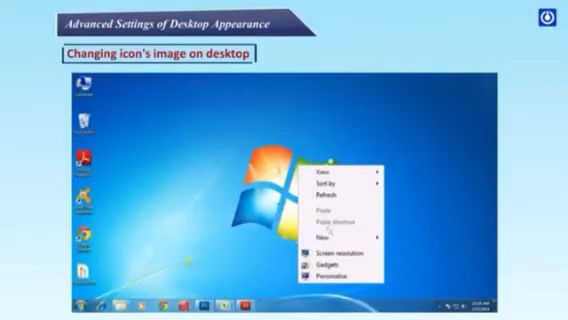 Advanced Settings of Desktop Appearance
Changing icon's image on desktop
View
Sort by
Refresh
Paste
Paste shortcut
New
Screen resolution
Gadgets
Personalize